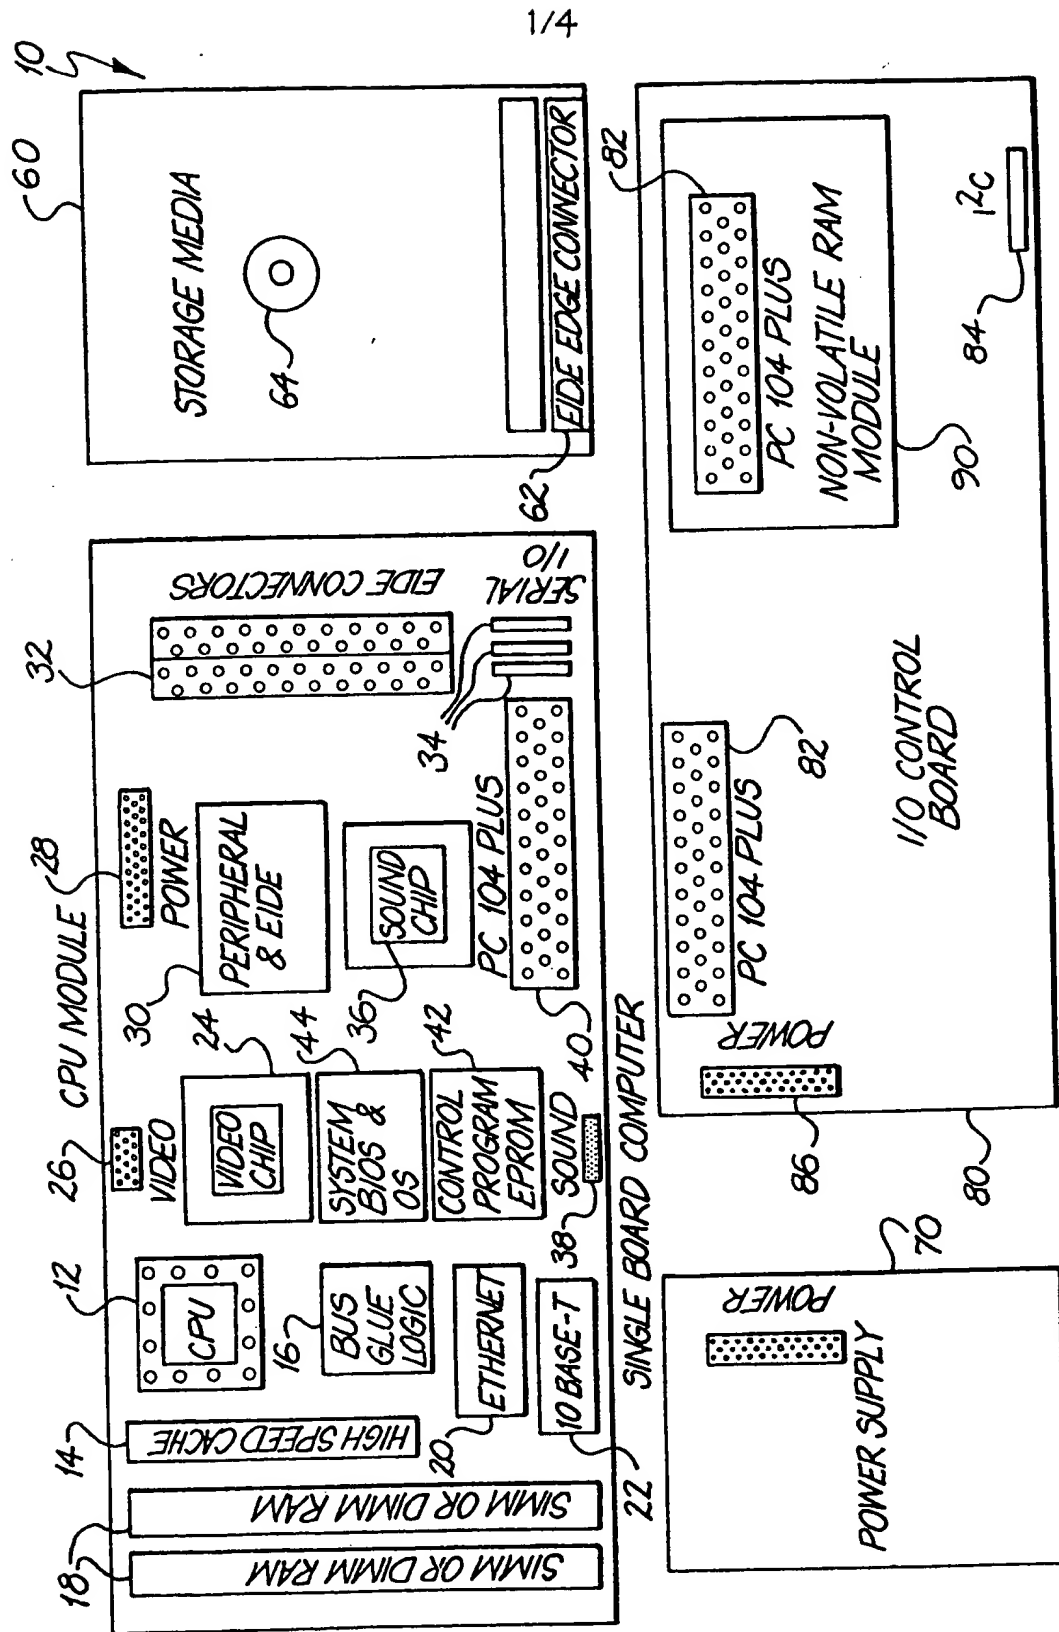 1/4
10
CPU MODULE
18
14
12
26
28
32
60
SIMM OR DIMM RAM
SIMM OR DIMM RAM
HIGH SPEED CACHE
CPU
16
BUS
GLUE
LOGIC
20
ETHERNET
22
10 BASE-T
VIDEO
24
VIDEO
CHIP
44
SYSTEM
BIOS &
OS
42
CONTROL
PROGRAM
EPROM
38
SOUND
POWER
30
PERIPHERAL
& EIDE
36
SOUND
CHIP
PC 104 PLUS
40
34
EIDE CONNECTORS
SERIAL
I/O
SINGLE BOARD COMPUTER
STORAGE MEDIA
64
62
EIDE EDGE CONNECTOR
70
POWER
POWER SUPPLY
80
86
POWER
PC 104 PLUS
82
I/O CONTROL
BOARD
82
PC 104 PLUS
NON-VOLATILE RAM
MODULE
90
84
I²C